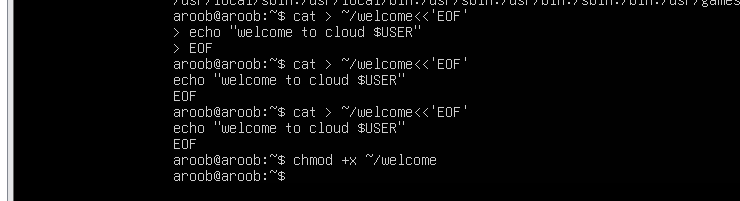 /usr/local/sbin:/usr/local/bin:/usr/sbin:/usr/bin:/sbin:/bin:/usr/games
aroob@aroob:~$ cat > ~/welcome<<'EOF'
> echo "welcome to cloud $USER"
> EOF
aroob@aroob:~$ cat > ~/welcome<<'EOF'
echo "welcome to cloud $USER"
EOF
aroob@aroob:~$ cat > ~/welcome<<'EOF'
echo "welcome to cloud $USER"
EOF
aroob@aroob:~$ chmod +x ~/welcome
aroob@aroob:~$